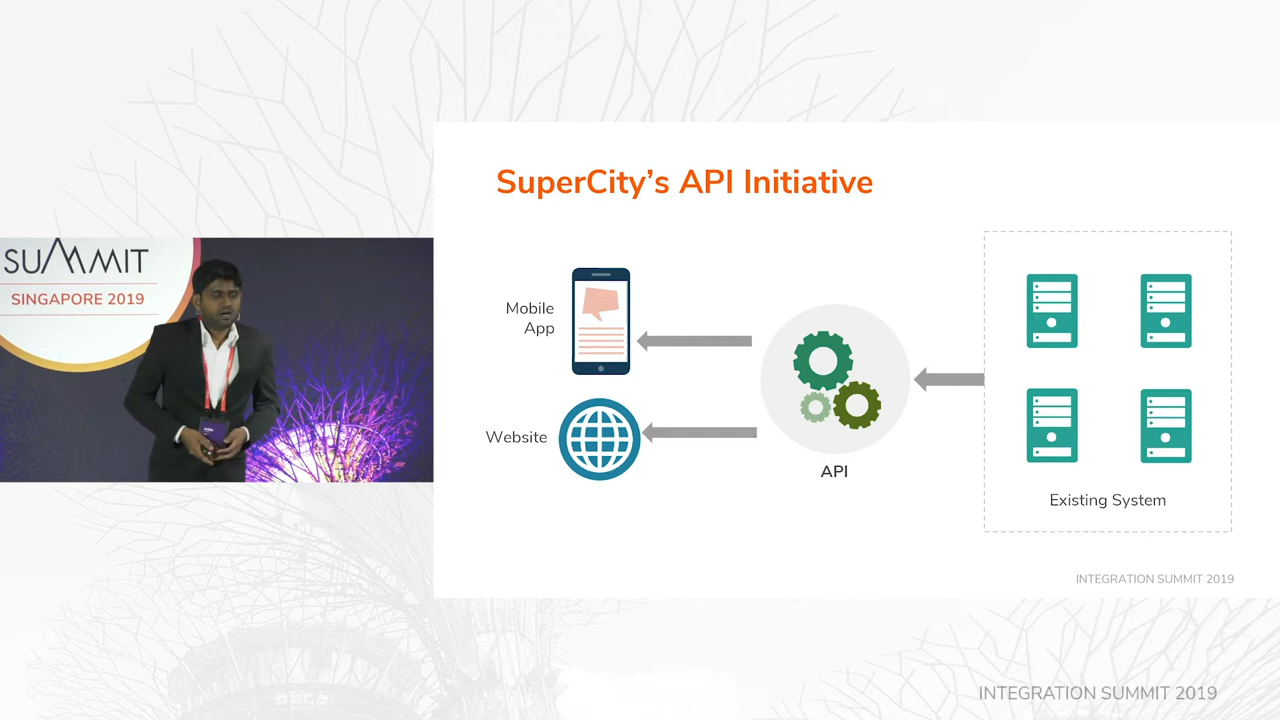 SUMMIT
SINGAPORE 2019
SuperCity's API Initiative
Mobile
App
Website
API
Existing System
INTEGRATION SUMMIT 2019
INTEGRATION SUMMIT 2019